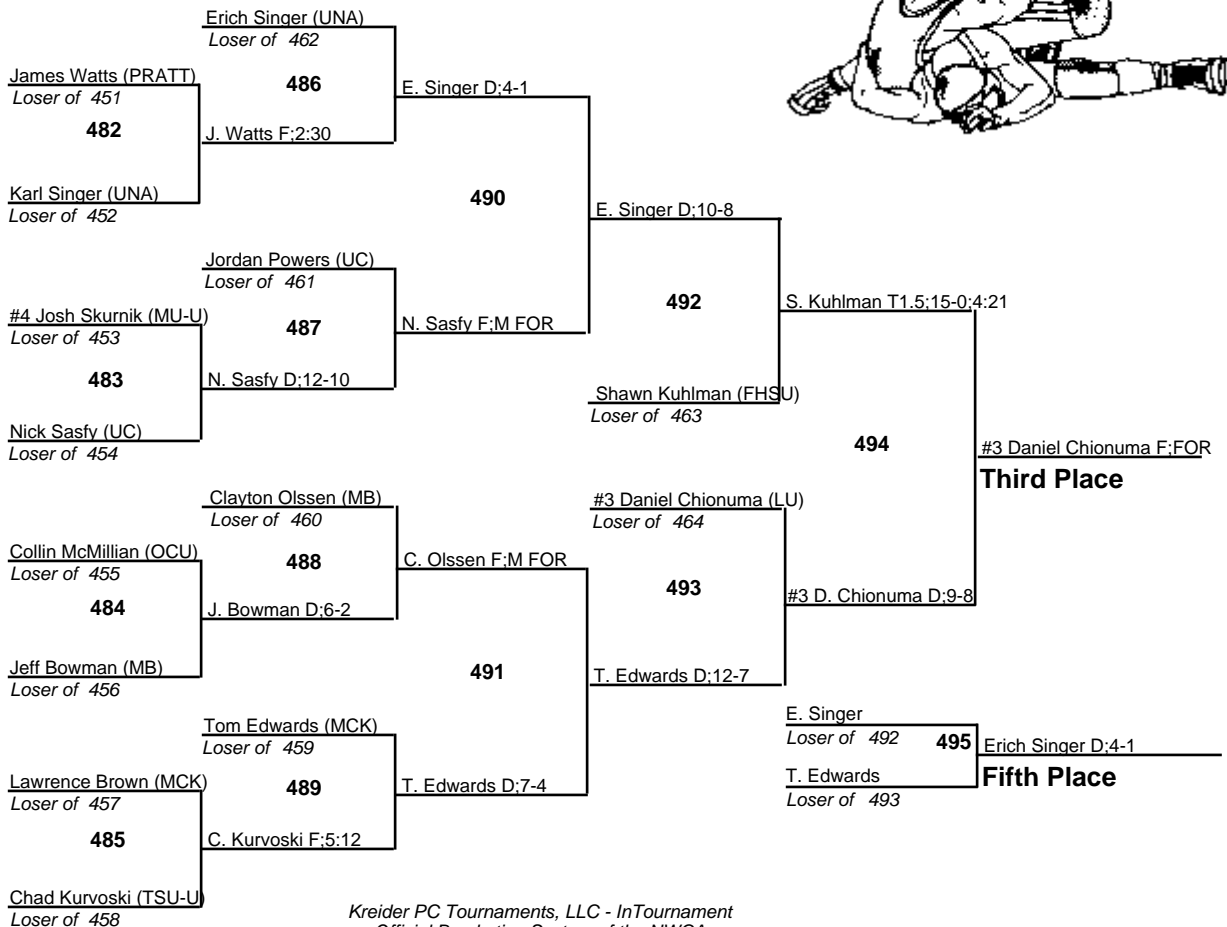 Erich Singer (UNA)
Loser of 462
James Watts (PRATT)
Loser of 451
486
E. Singer D;4-1
482
J. Watts F;2:30
Karl Singer (UNA)
Loser of 452
490
E. Singer D;10-8
Jordan Powers (UC)
Loser of 461
#4 Josh Skurnik (MU-U)
Loser of 453
487
N. Sasfy F;M FOR
492
S. Kuhlman T1.5;15-0;4:21
483
N. Sasfy D;12-10
Shawn Kuhlman (FHSU)
Loser of 463
Nick Sasfy (UC)
Loser of 454
494
#3 Daniel Chionuma F;FOR
Third Place
Clayton Olssen (MB)
Loser of 460
#3 Daniel Chionuma (LU)
Loser of 464
Collin McMillian (OCU)
Loser of 455
488
C. Olssen F;M FOR
493
#3 D. Chionuma D;9-8
484
J. Bowman D;6-2
Jeff Bowman (MB)
Loser of 456
491
T. Edwards D;12-7
Tom Edwards (MCK)
Loser of 459
E. Singer
Loser of 492
495
Erich Singer D;4-1
Fifth Place
T. Edwards
Loser of 493
Lawrence Brown (MCK)
Loser of 457
489
T. Edwards D;7-4
485
C. Kurvoski F;5:12
Chad Kurvoski (TSU-U)
Loser of 458
Kreider PC Tournaments, LLC - InTournament